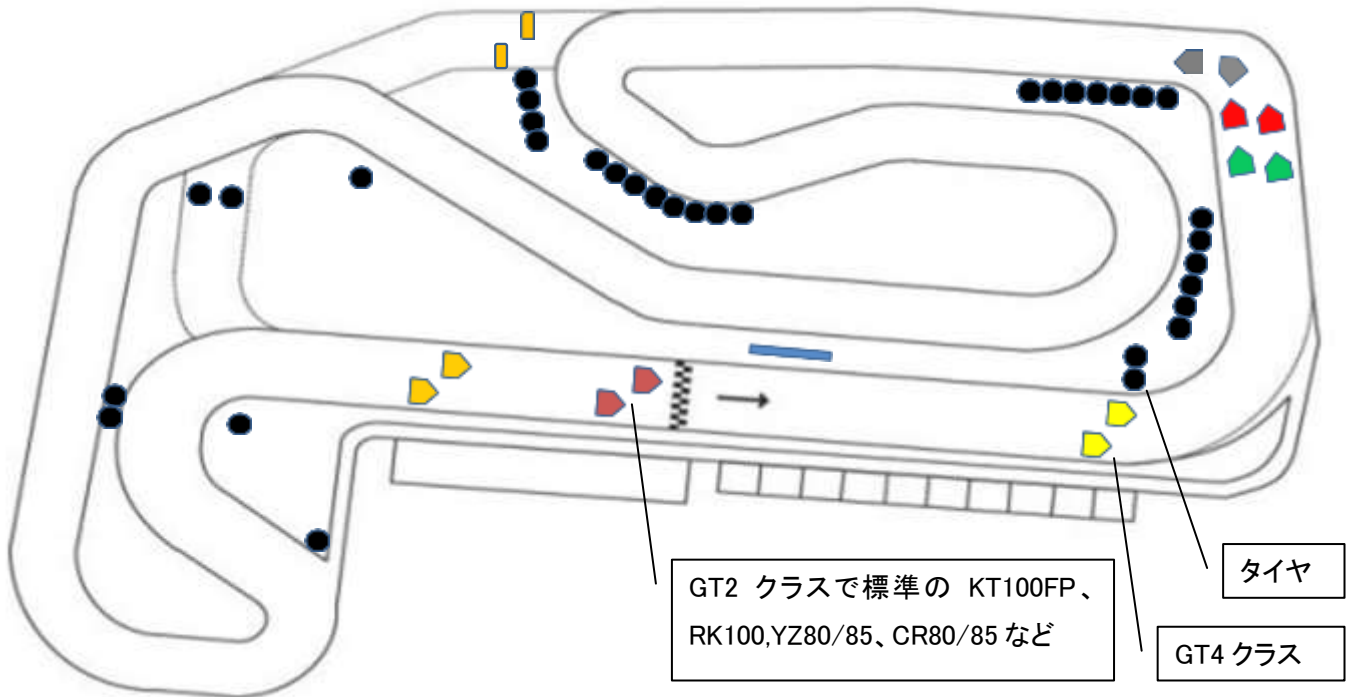 GT2 クラスで標準の KT100FP、
RK100,YZ80/85、CR80/85 など
タイヤ
GT4 クラス